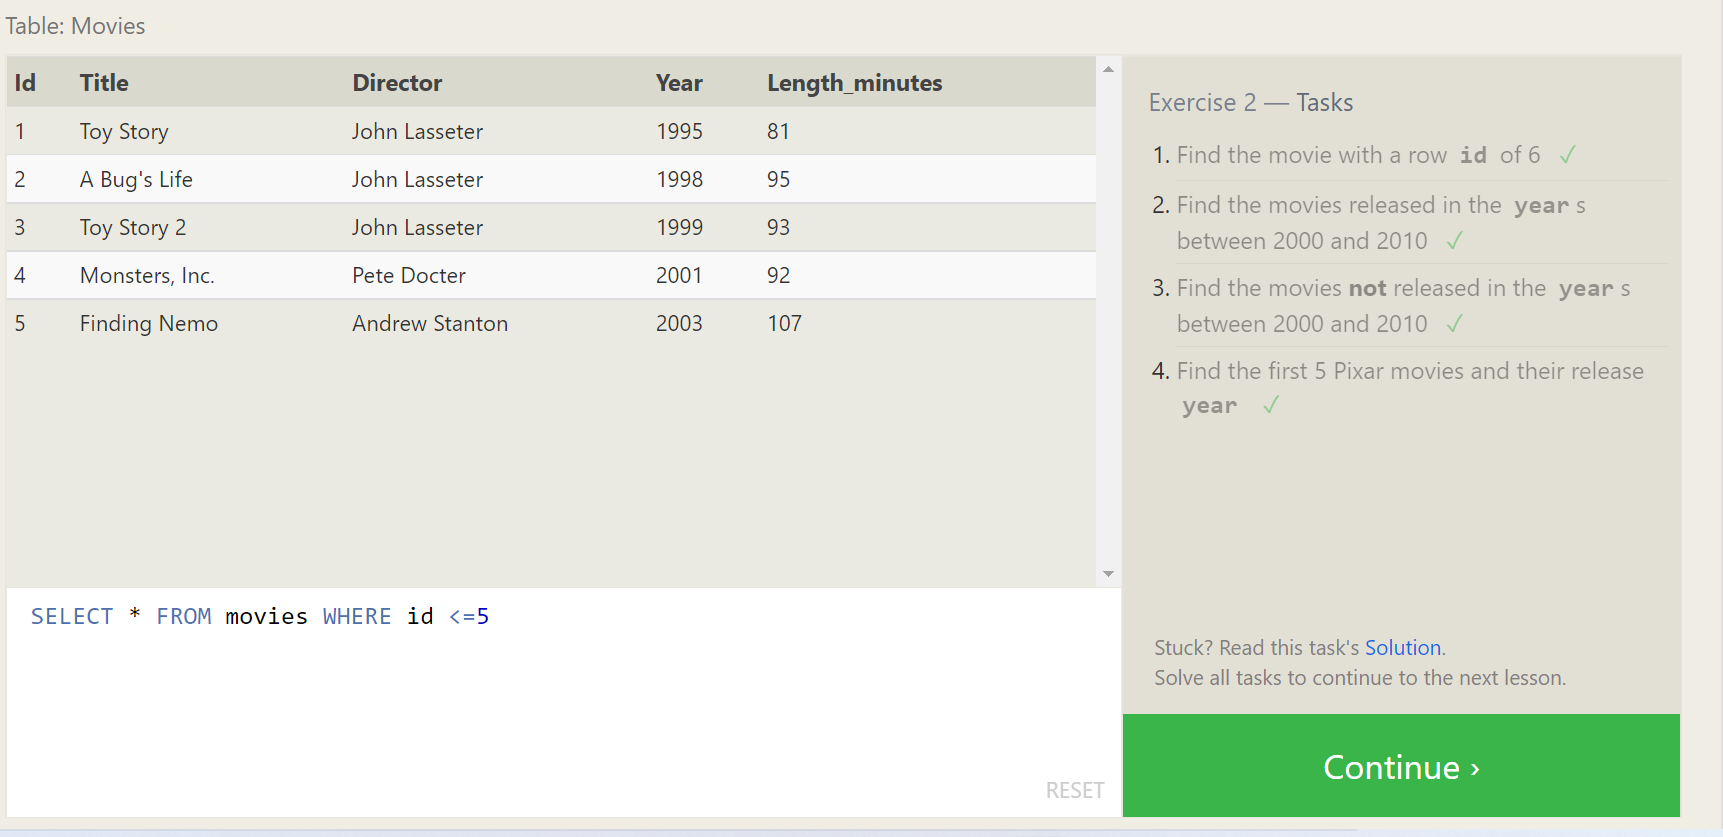 Table: Movies
Id Title Director Year Length_minutes
1 Toy Story John Lasseter 1995 81
2 A Bug's Life John Lasseter 1998 95
3 Toy Story 2 John Lasseter 1999 93
4 Monsters, Inc. Pete Docter 2001 92
5 Finding Nemo Andrew Stanton 2003 107
SELECT * FROM movies WHERE id <=5
RESET
Exercise 2 — Tasks
1. Find the movie with a row id of 6 ✓
2. Find the movies released in the year s
between 2000 and 2010 ✓
3. Find the movies not released in the year s
between 2000 and 2010 ✓
4. Find the first 5 Pixar movies and their release
year ✓
Stuck? Read this task's Solution.
Solve all tasks to continue to the next lesson.
Continue ›